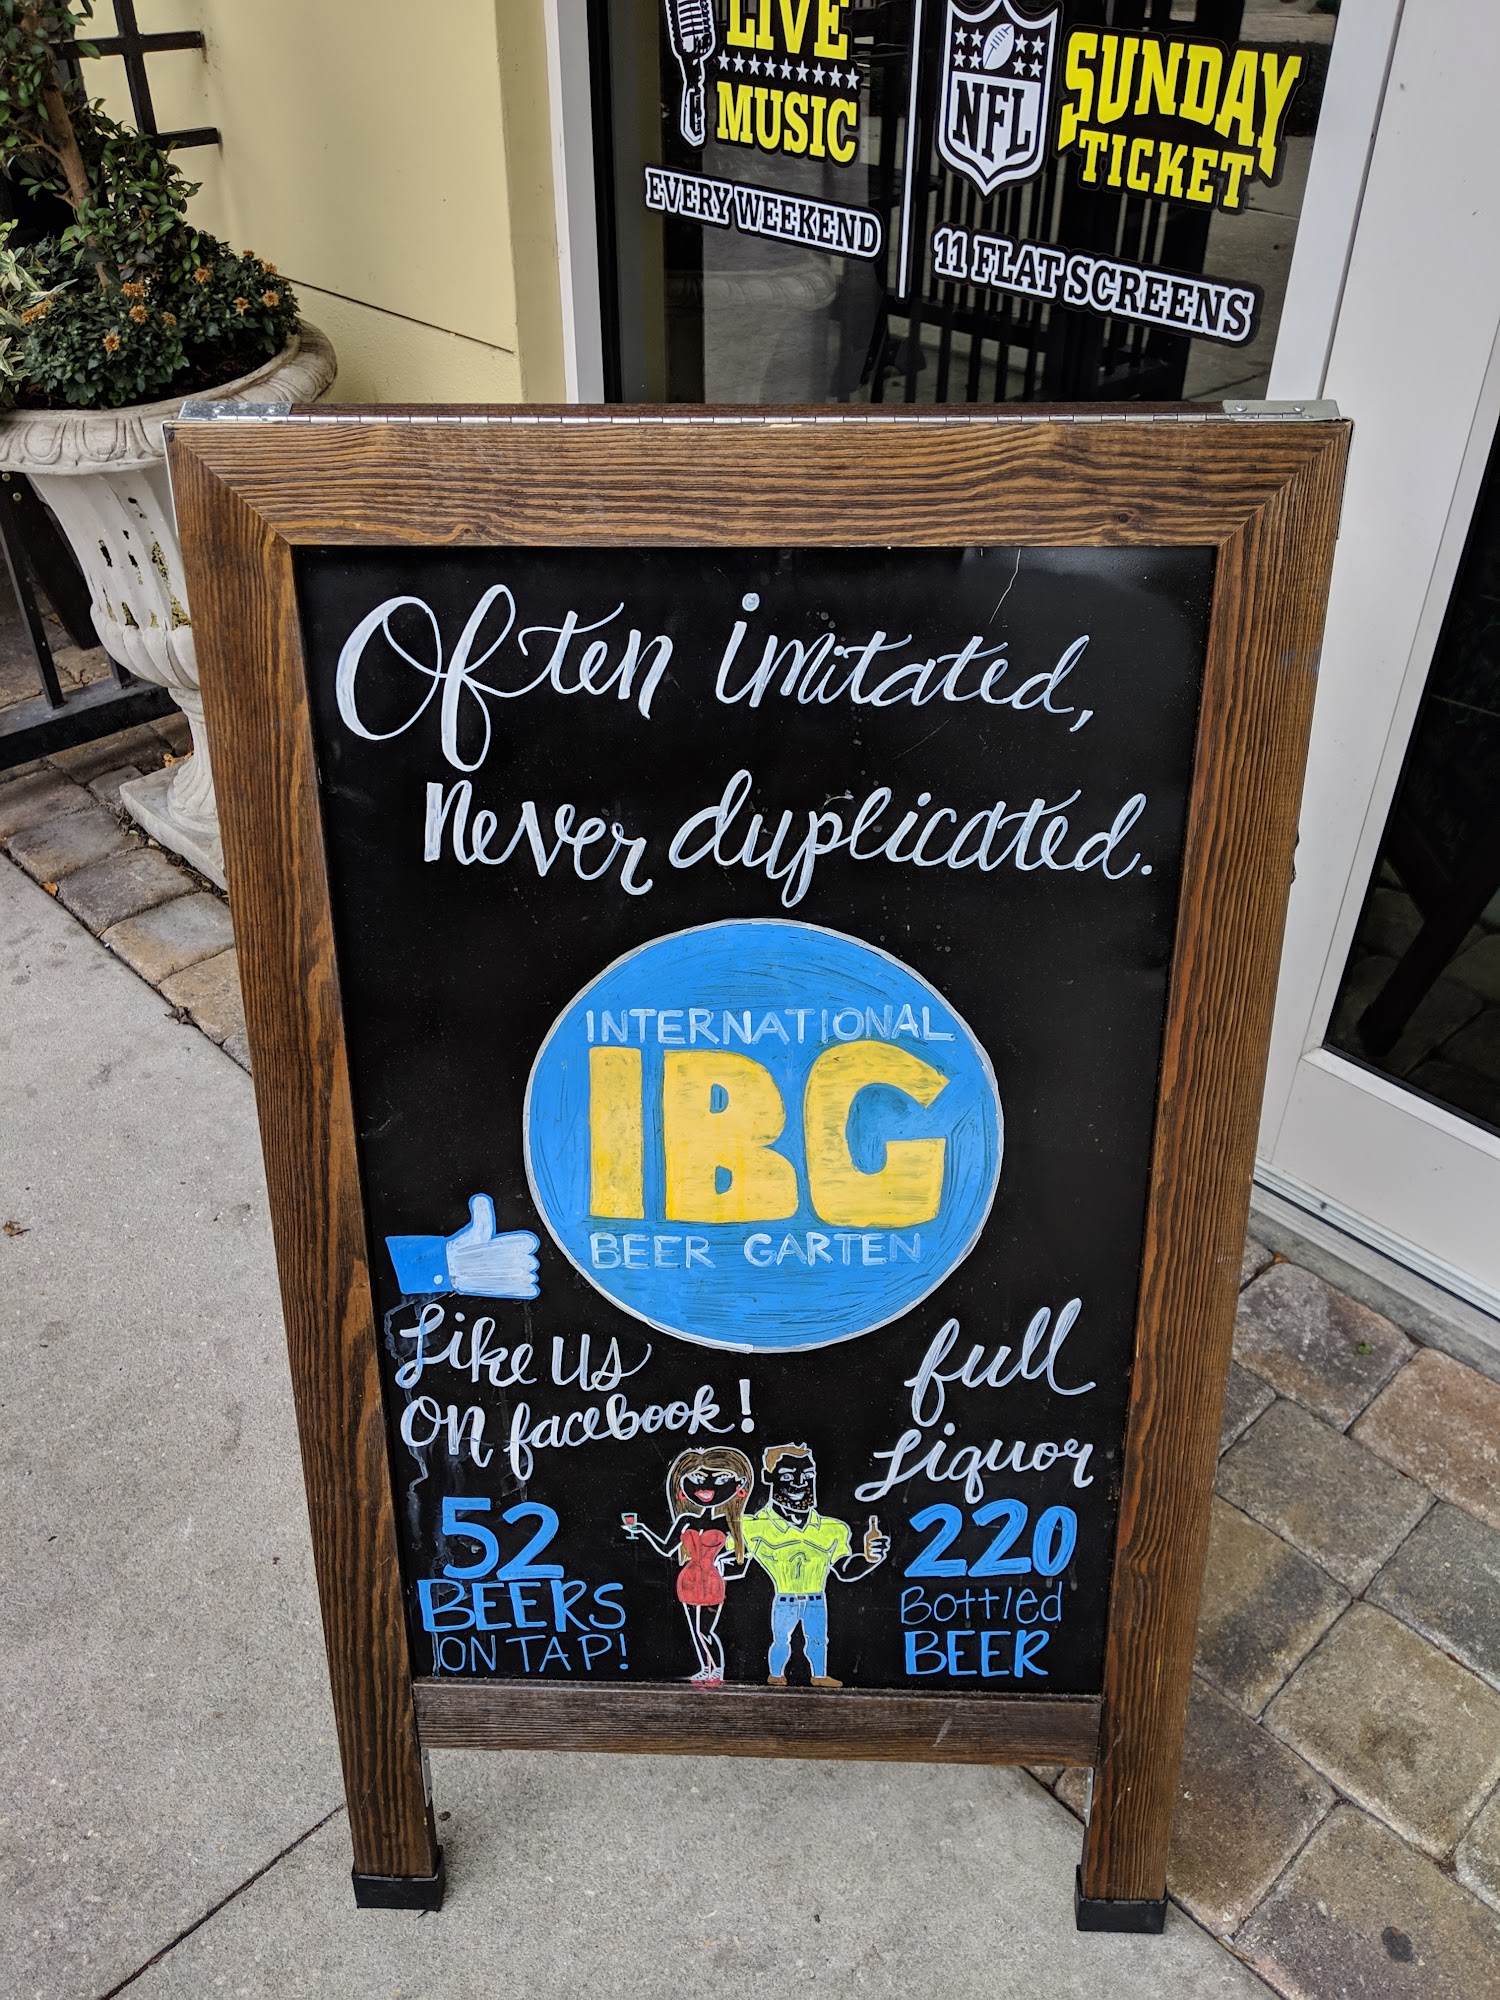 LIVE
MUSIC
EVERY WEEKEND
NFL
SUNDAY
TICKET
11 FLAT SCREENS
Often imitated,
never duplicated.
INTERNATIONAL
IBG
BEER GARTEN
Like us
on facebook!
full
Liquor
52
BEERS
ON TAP!
220
Bottled
BEER